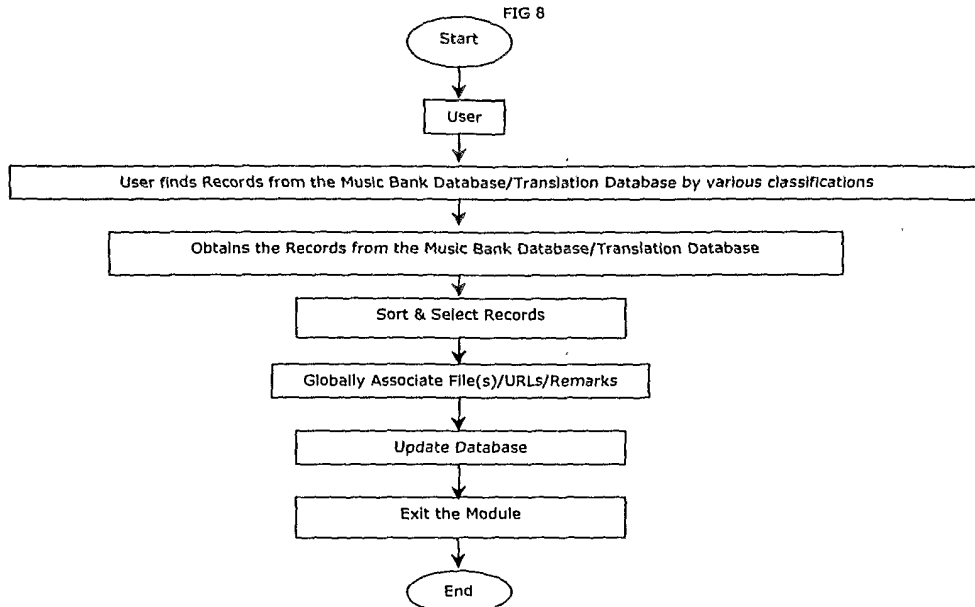 FIG 8
Start
User
User finds Records from the Music Bank Database/Translation Database by various classifications
Obtains the Records from the Music Bank Database/Translation Database
Sort & Select Records
Globally Associate File(s)/URLs/Remarks
Update Database
Exit the Module
End